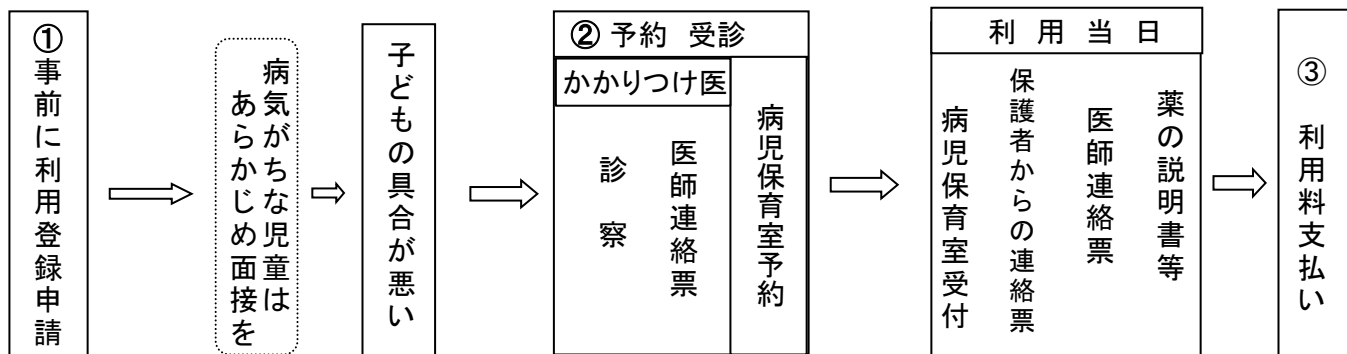 ①事前に利用登録申請
病気がちな児童は
あらかじめ面接を
子どもの具合が悪い
②予約 受診
かかりつけ医
病児保育室予約
医師連絡票
診察
利用当日
薬の説明書等
医師連絡票
保護者からの連絡票
病児保育室受付
③ 利用料支払い